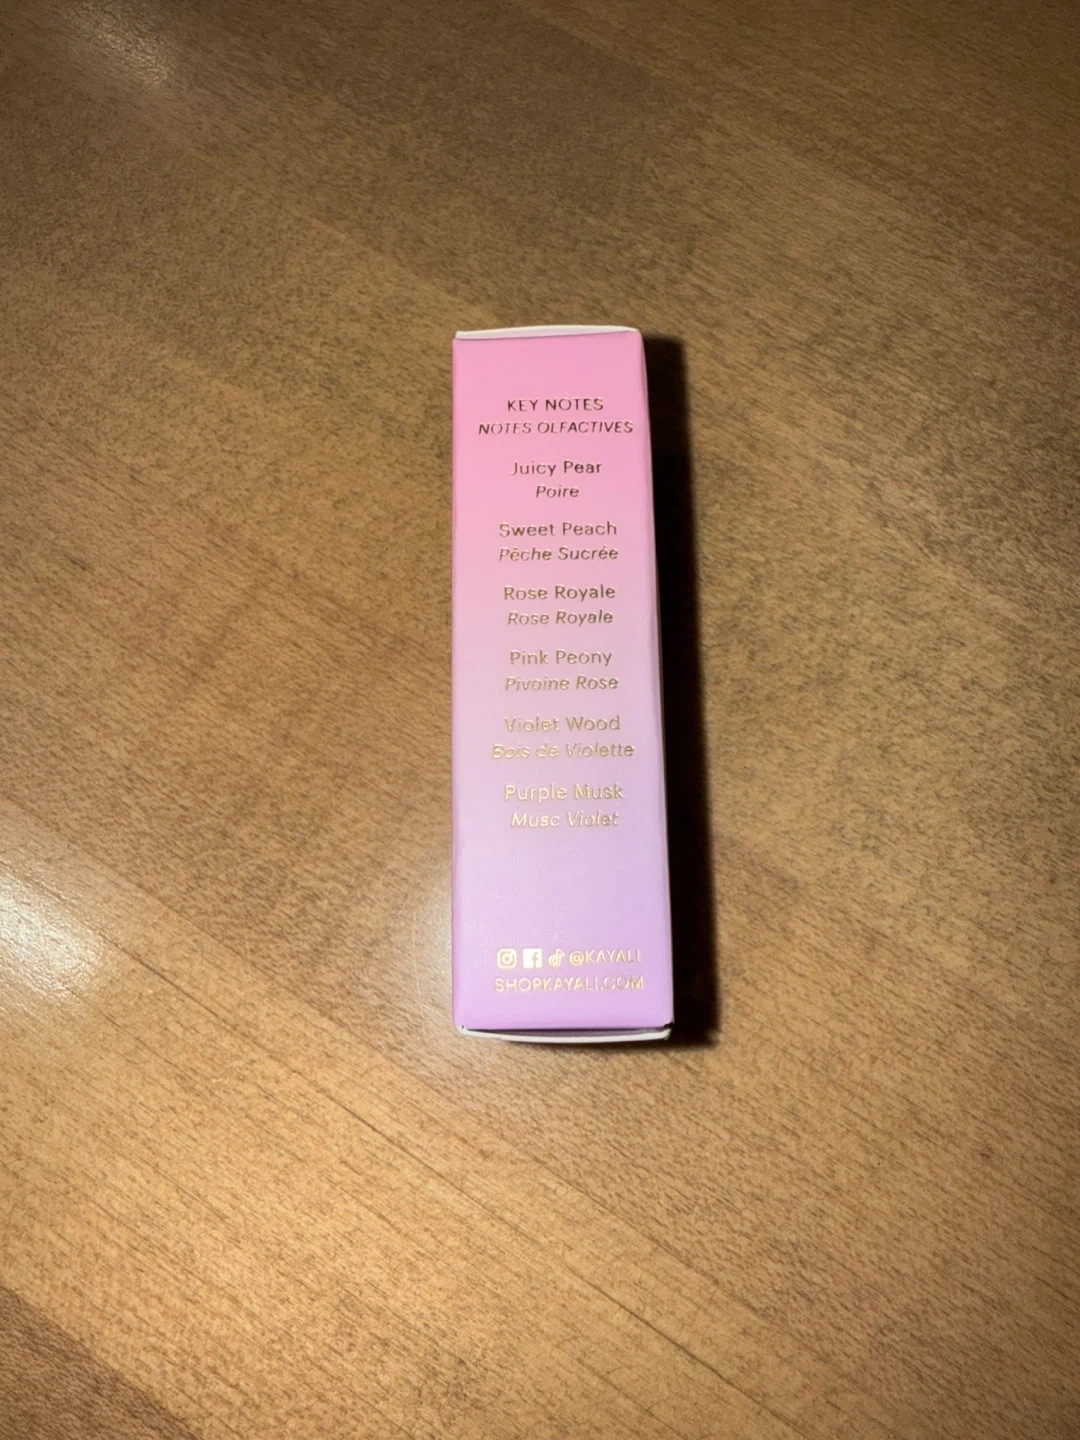 KEY NOTES
NOTES OLFACTIVES
Juicy Pear
Poire
Sweet Peach
Pêche Sucrée
Rose Royale
Rose Royale
Pink Peony
Pivoine Rose
Violet Wood
Bois de Violette
Purple Musk
Musc Violet
@KAYALI
SHOPKAYALI.COM